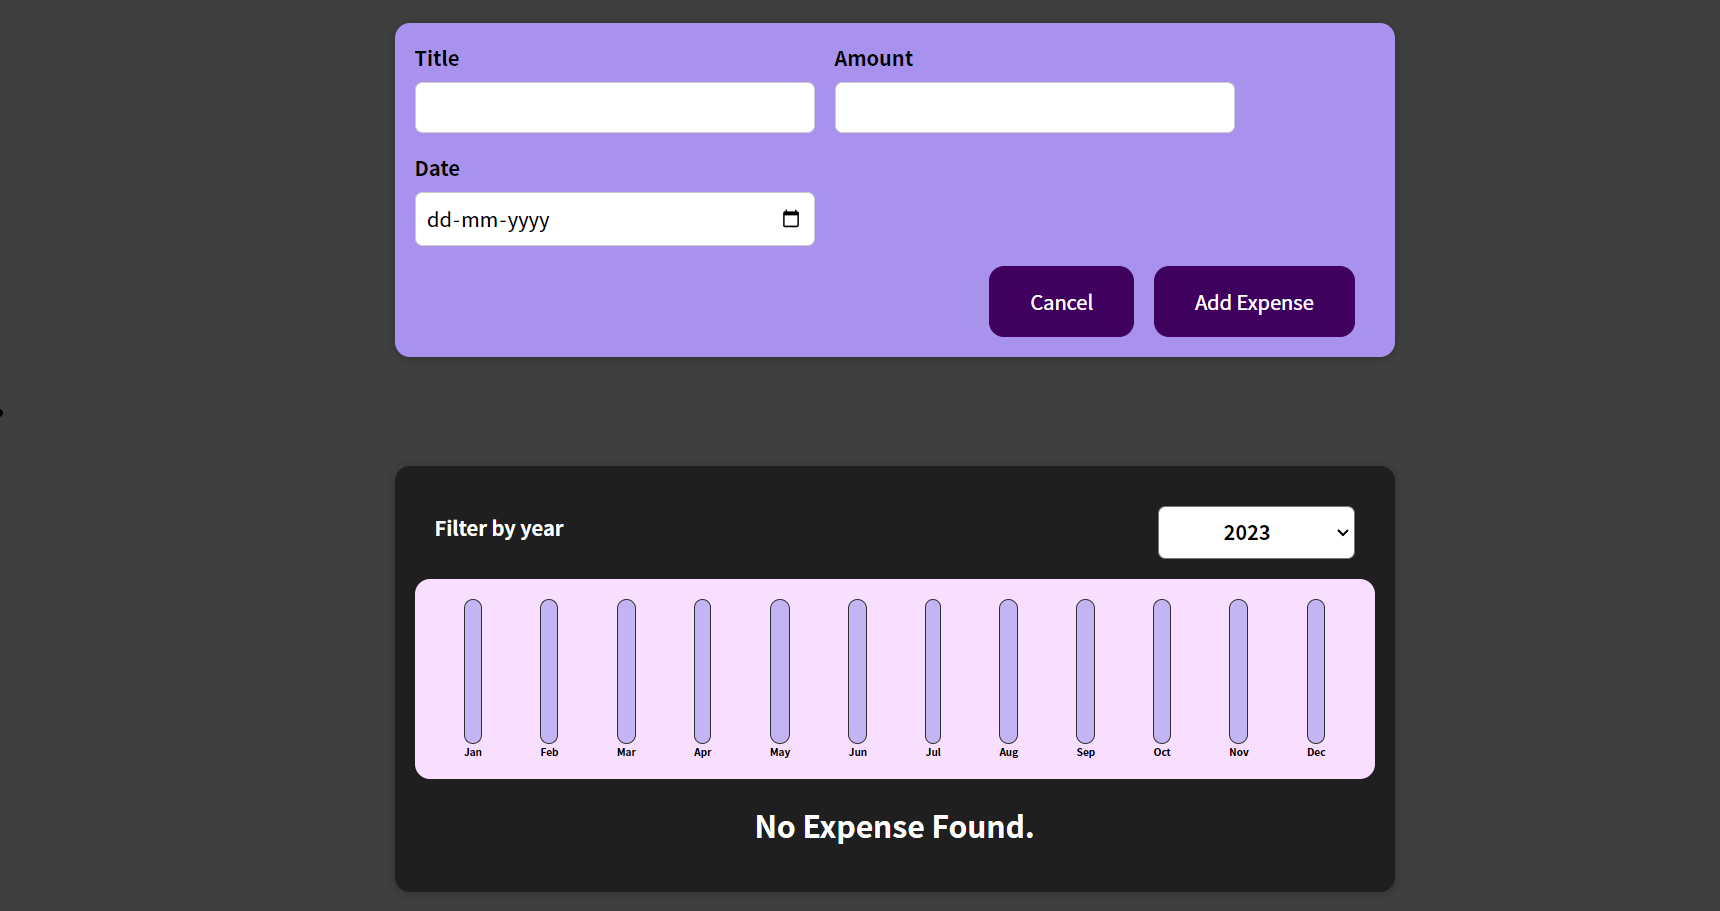 Title Amount
Date
dd-mm-yyyy
Cancel Add Expense
Filter by year 2023
Jan Feb Mar Apr May Jun Jul Aug Sep Oct Nov Dec
No Expense Found.